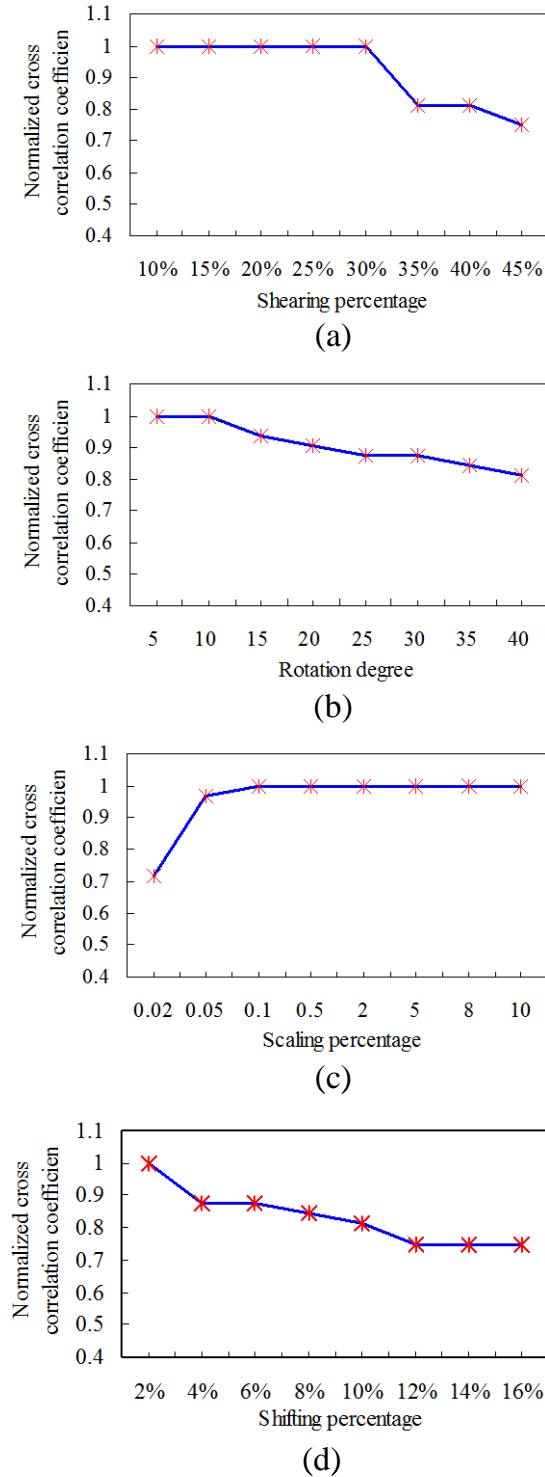 Normalized cross
correlation coefficien
1.1
1
0.9
0.8
0.7
0.6
0.5
0.4
10% 15% 20% 25% 30% 35% 40% 45%
Shearing percentage
(a)
Normalized cross
correlation coefficien
1.1
1
0.9
0.8
0.7
0.6
0.5
0.4
5 10 15 20 25 30 35 40
Rotation degree
(b)
Normalized cross
correlation coefficien
1.1
1
0.9
0.8
0.7
0.6
0.5
0.4
0.02 0.05 0.1 0.5 2 5 8 10
Scaling percentage
(c)
Normalized cross
correlation coefficien
1.1
1
0.9
0.8
0.7
0.6
0.5
0.4
2% 4% 6% 8% 10% 12% 14% 16%
Shifting percentage
(d)